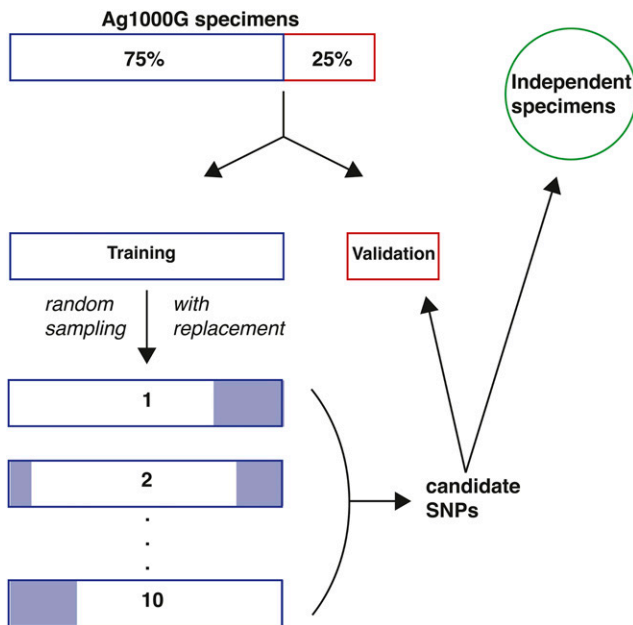 Ag1000G specimens
75%
25%
Independent
specimens
Training
Validation
random
sampling
with
replacement
1
2
candidate
SNPs
10